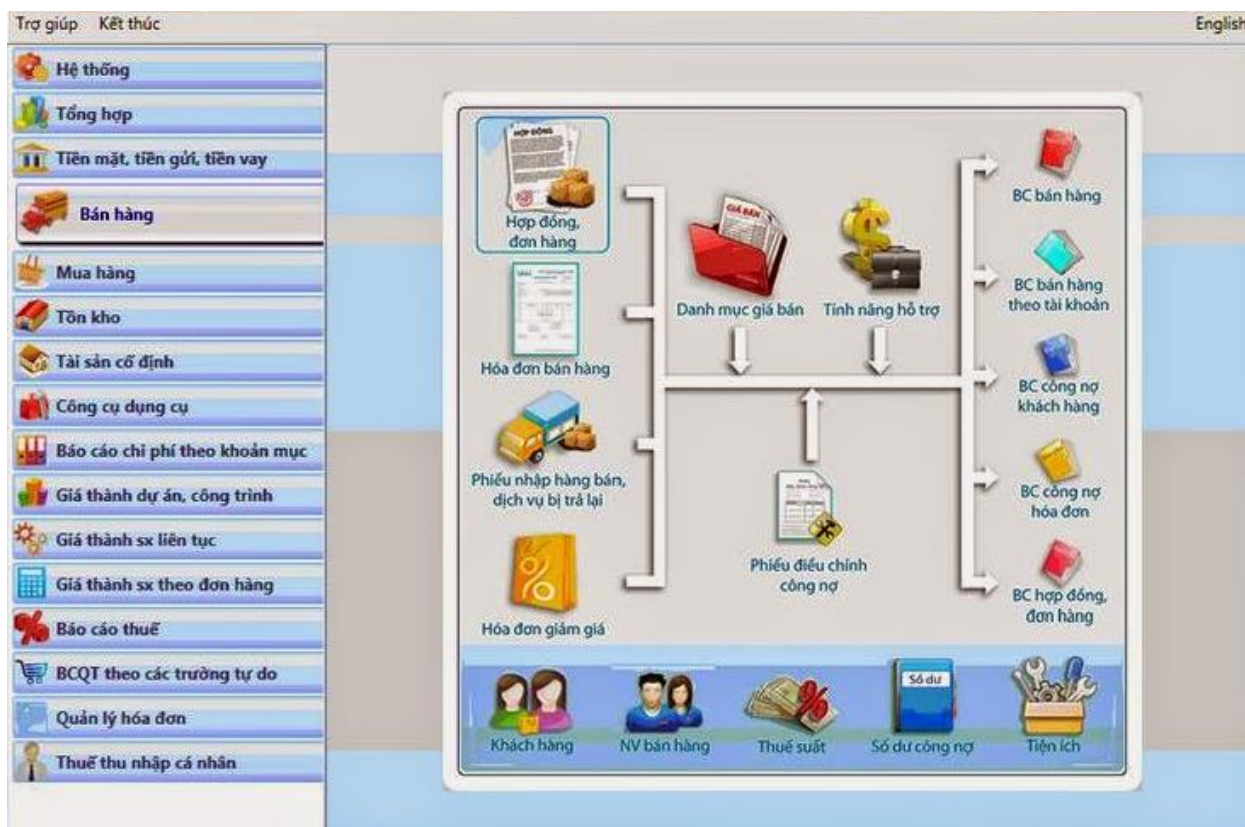 Trợ giúp Kết thúc
English
Hệ thống
Tổng hợp
Tiền mặt, tiền gửi, tiền vay
Bán hàng
Mua hàng
Tồn kho
Tài sản cố định
Công cụ dụng cụ
Báo cáo chi phí theo khoản mục
Giá thành dự án, công trình
Giá thành sx liên tục
Giá thành sx theo đơn hàng
Báo cáo thuế
BCQT theo các trường tự do
Quản lý hóa đơn
Thuế thu nhập cá nhân
HỢP ĐỒNG
Hợp đồng,
đơn hàng
Hóa đơn bán hàng
Phiếu nhập hàng bán,
dịch vụ bị trả lại
Hóa đơn giảm giá
GIÁ BÁN
Danh mục giá bán
Tính năng hỗ trợ
Phiếu điều chỉnh
công nợ
BC bán hàng
BC bán hàng
theo tài khoản
BC công nợ
khách hàng
BC công nợ
hóa đơn
BC hợp đồng,
đơn hàng
Khách hàng
NV bán hàng
Thuế suất
Số dư
Số dư công nợ
Tiện ích